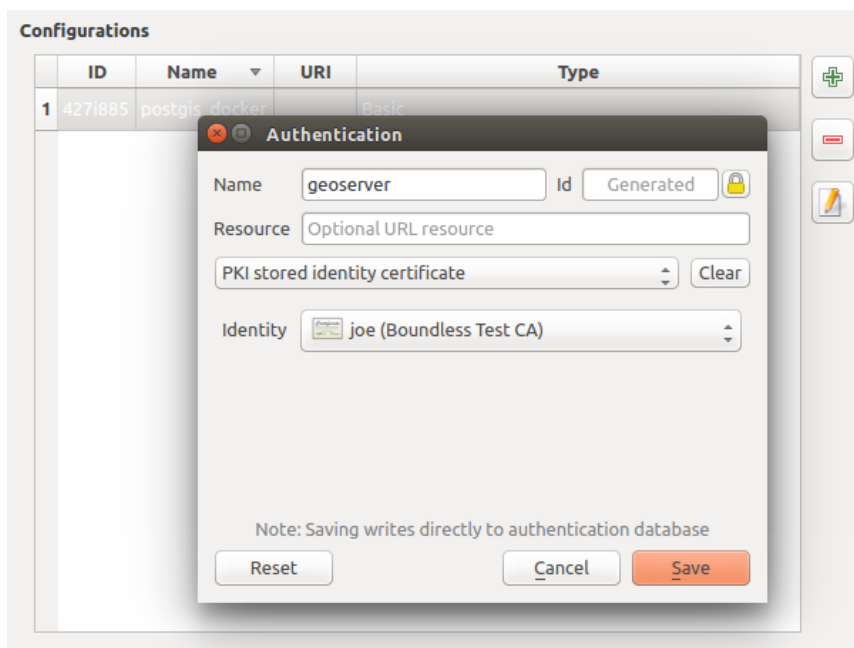 Configurations
ID Name URI Type
1 427i885 postgis_docker Basic
Authentication
Name geoserver Id Generated
Resource Optional URL resource
PKI stored identity certificate Clear
Identity joe (Boundless Test CA)
Note: Saving writes directly to authentication database
Reset Cancel Save